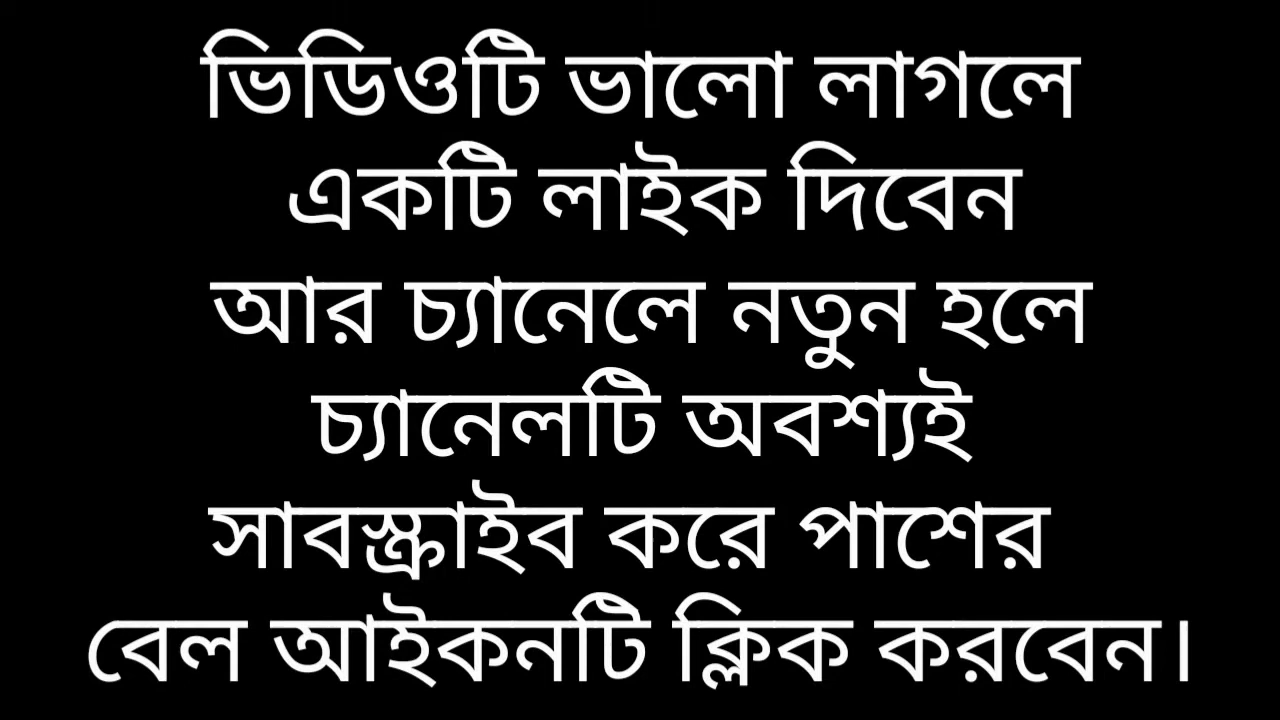 ভিডিওটি ভালো লাগলে
একটি লাইক দিবেন
আর চ্যানেলে নতুন হলে
চ্যানেলটি অবশ্যই
সাবস্ক্রাইব করে পাশের
বেল আইকনটি ক্লিক করবেন।